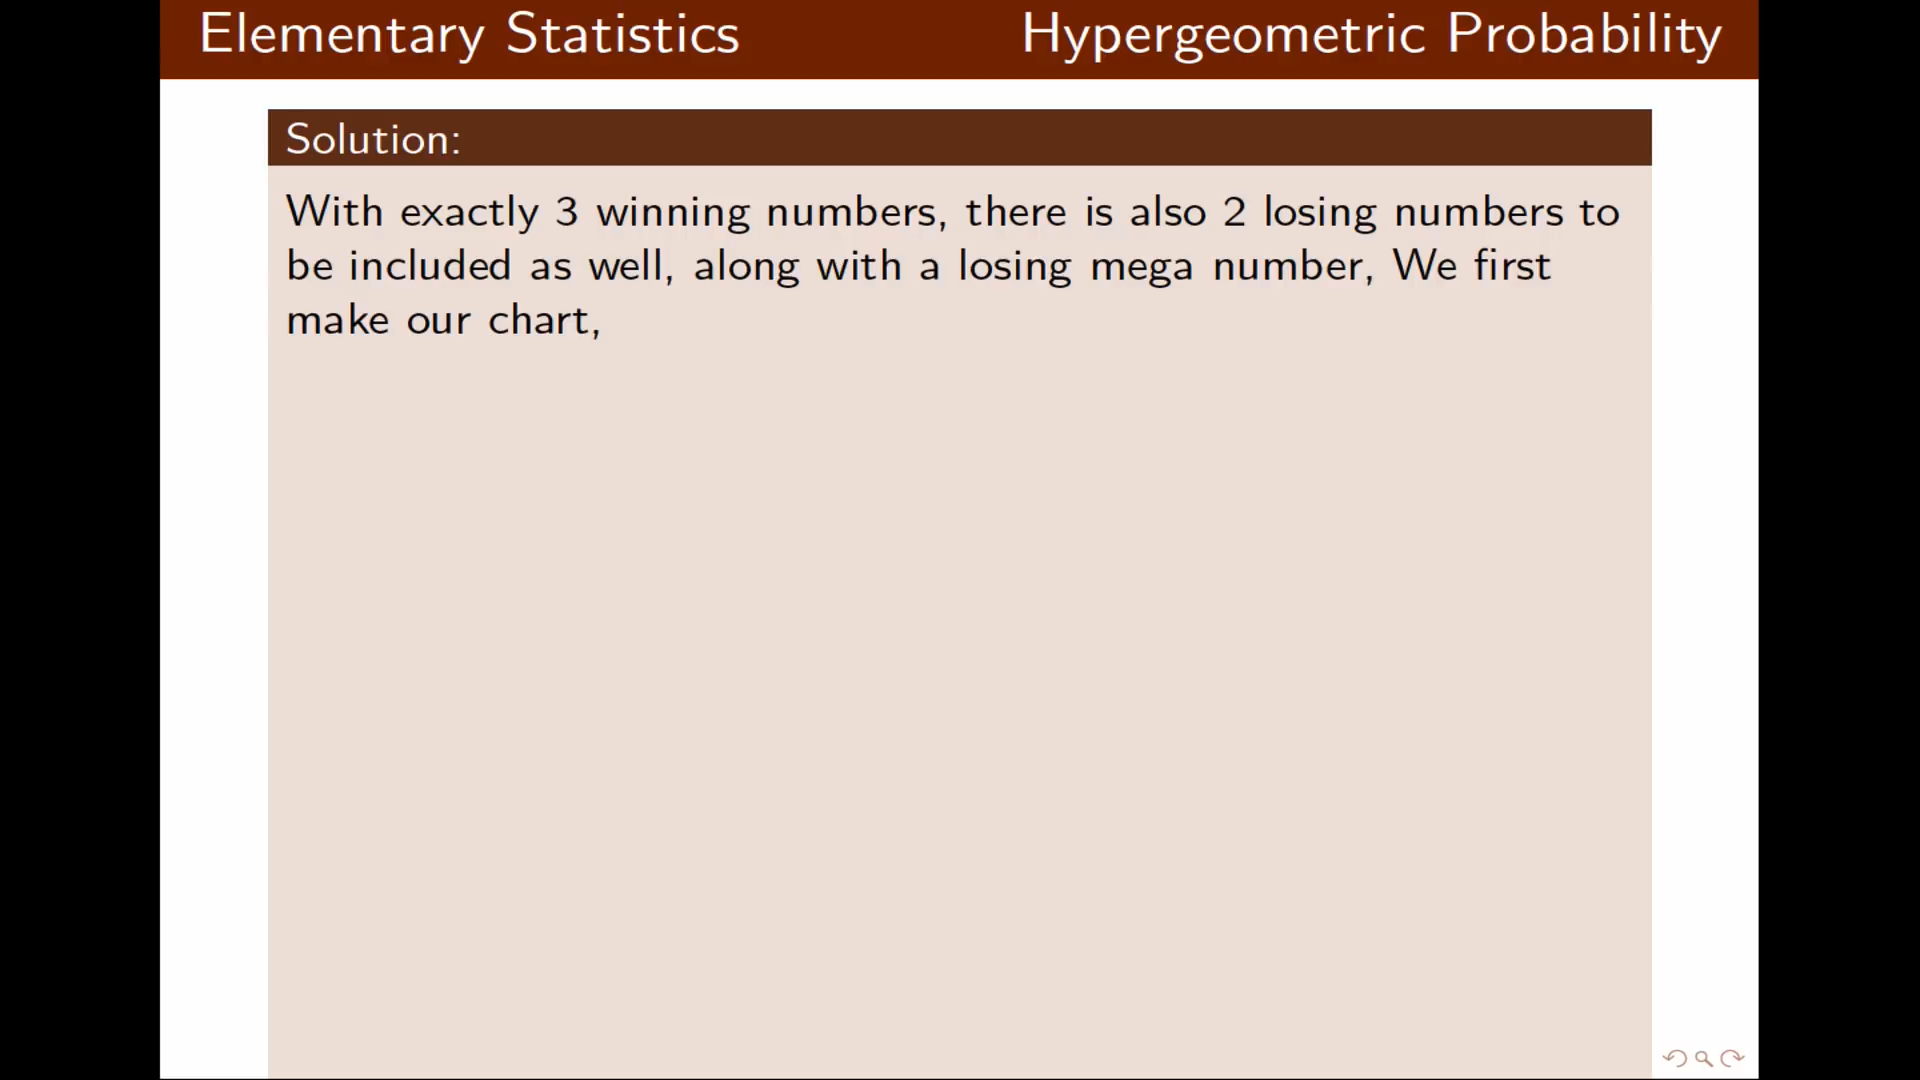 Elementary Statistics Hypergeometric Probability
Solution:
With exactly 3 winning numbers, there is also 2 losing numbers to
be included as well, along with a losing mega number, We first
make our chart,